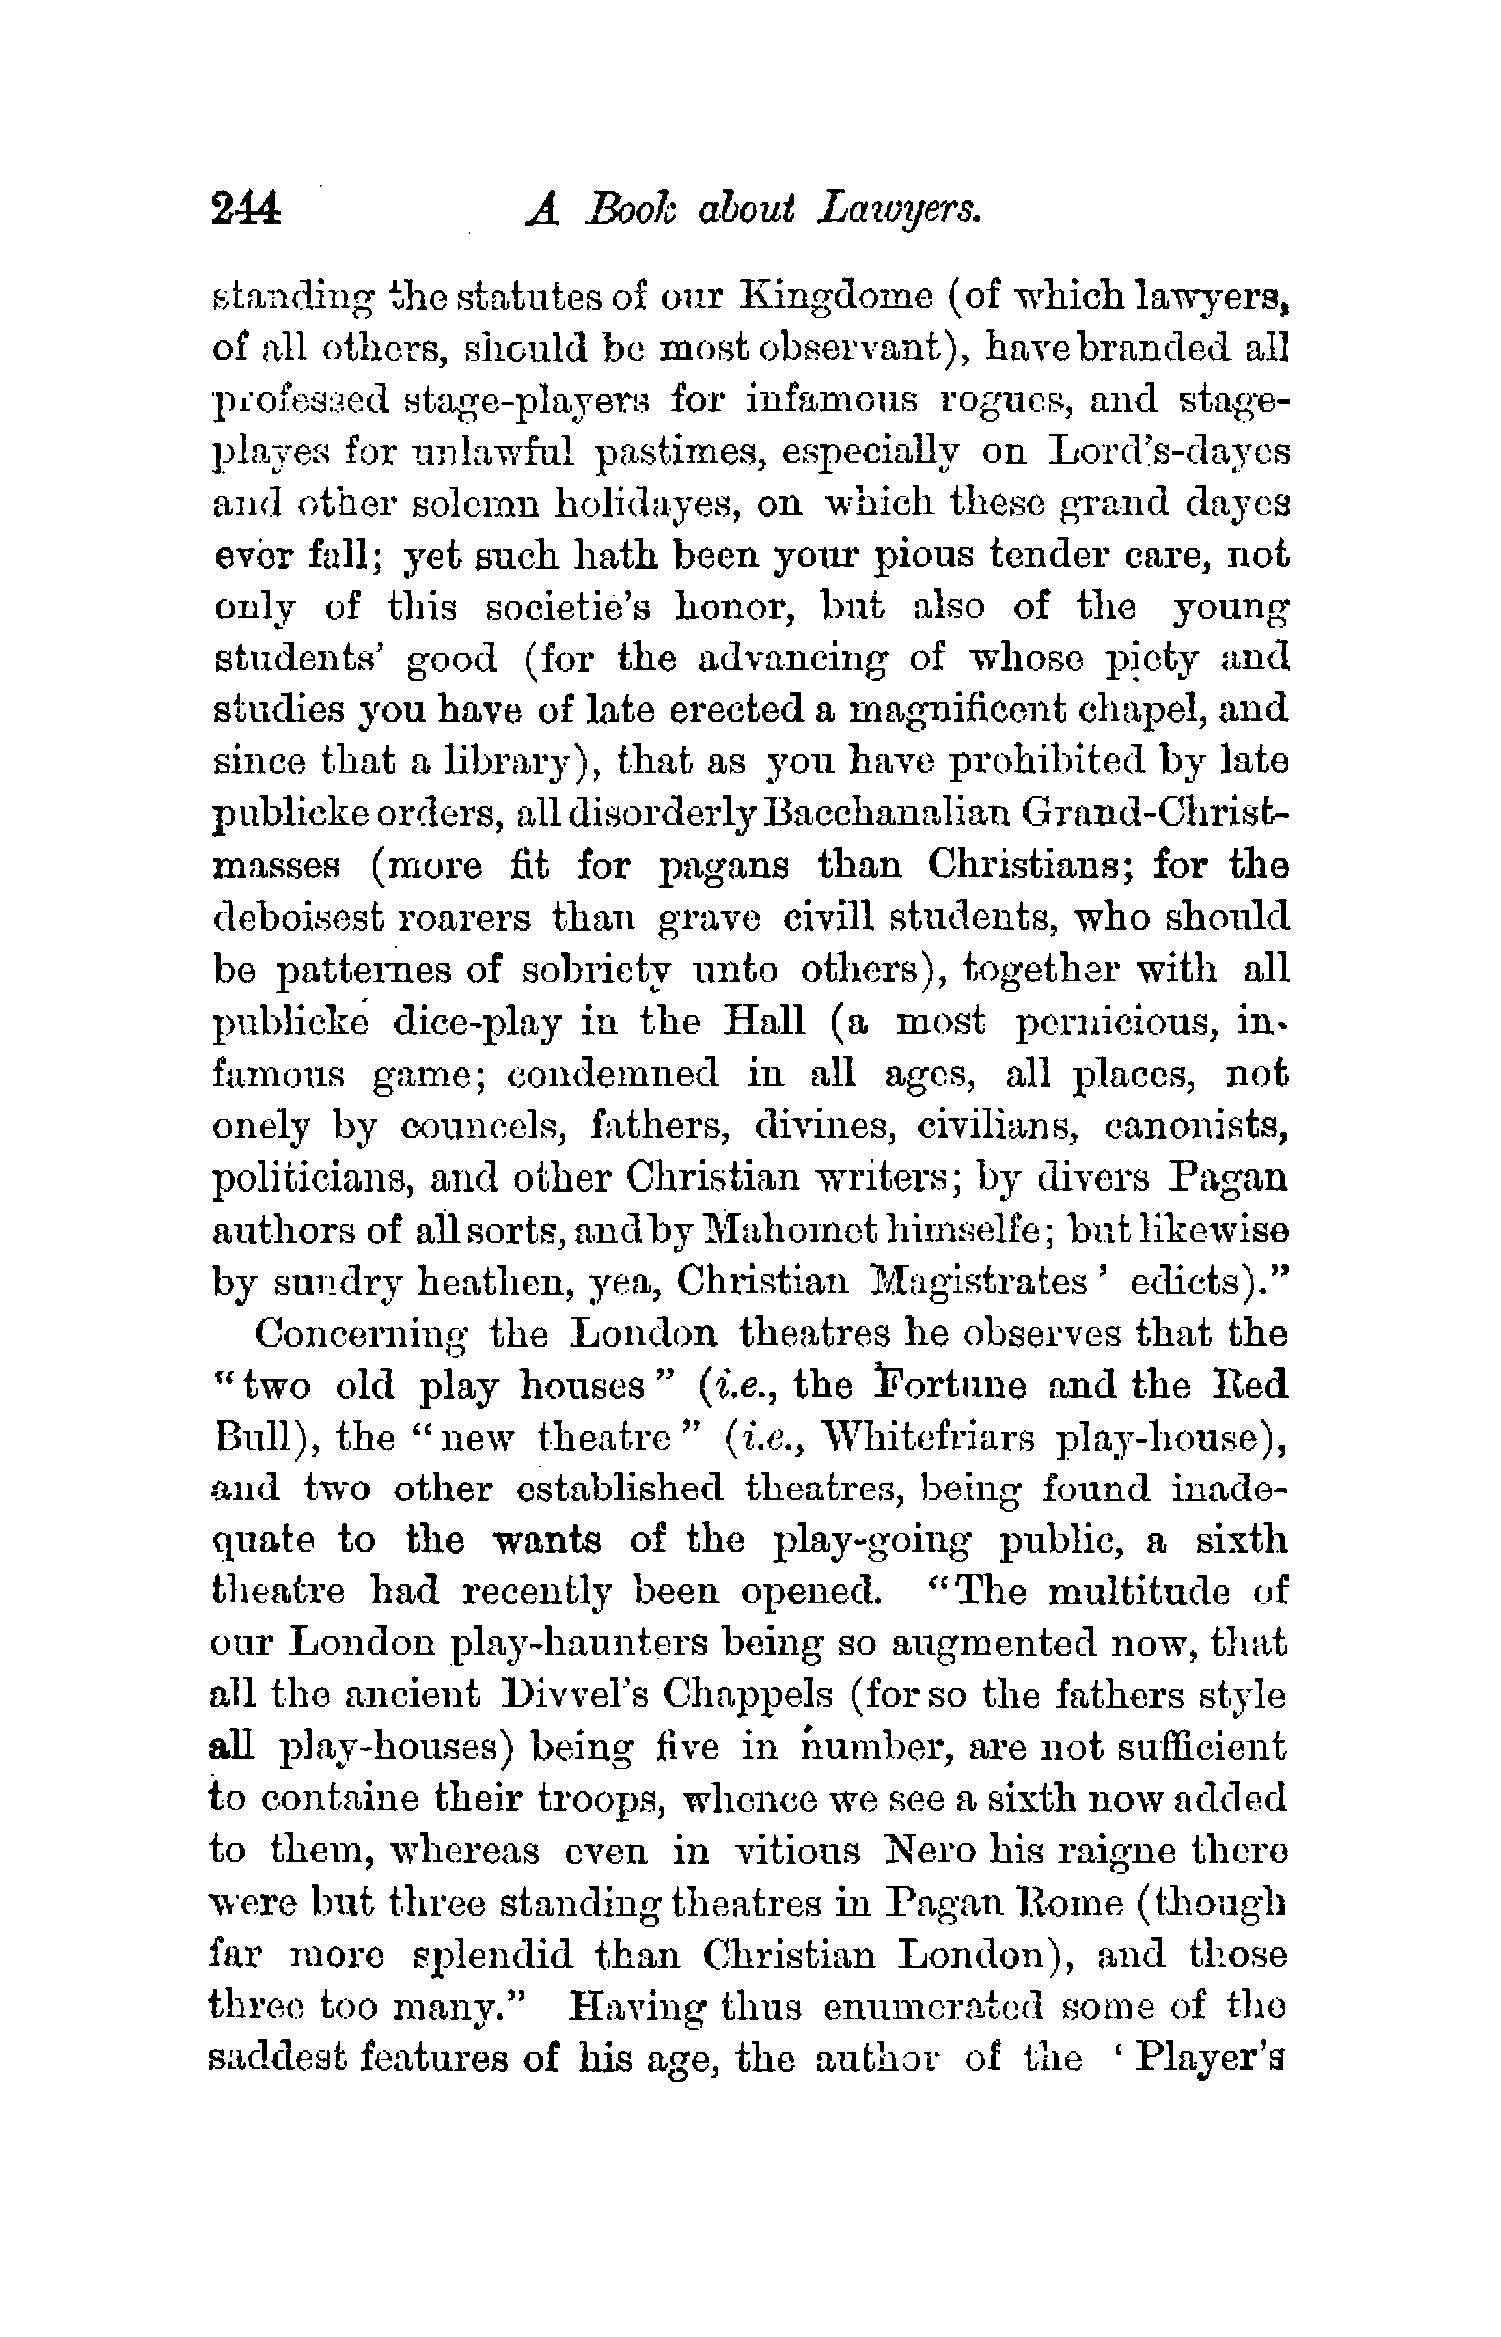 244 A Book about Lawyers.
standing the statutes of our Kingdome (of which lawyers,
of all others, should be most observant), have branded all
professed stage-players for infamous rogues, and stage-
playes for unlawful pastimes, especially on Lord's-dayes
and other solemn holidayes, on which these grand dayes
ever fall; yet such hath been your pious tender care, not
only of this societie's honor, but also of the young
students' good (for the advancing of whose piety and
studies you have of late erected a magnificent chapel, and
since that a library), that as you have prohibited by late
publicke orders, all disorderly Bacchanalian Grand-Christ-
masses (more fit for pagans than Christians; for the
deboisest roarers than grave civill students, who should
be patternes of sobriety unto others), together with all
publicke dice-play in the Hall (a most pernicious, in-
famous game; condemned in all ages, all places, not
onely by councels, fathers, divines, civilians, canonists,
politicians, and other Christian writers; by divers Pagan
authors of all sorts, and by Mahomet himselfe; but likewise
by sundry heathen, yea, Christian Magistrates' edicts)."
Concerning the London theatres he observes that the
"two old play houses" (i.e., the Fortune and the Red
Bull), the "new theatre" (i.e., Whitefriars play-house),
and two other established theatres, being found inade-
quate to the wants of the play-going public, a sixth
theatre had recently been opened. "The multitude of
our London play-haunters being so augmented now, that
all the ancient Divvel's Chappels (for so the fathers style
all play-houses) being five in number, are not sufficient
to containe their troops, whence we see a sixth now added
to them, whereas even in vitious Nero his raigne there
were but three standing theatres in Pagan Rome (though
far more splendid than Christian London), and those
three too many." Having thus enumerated some of the
saddest features of his age, the author of the 'Player's